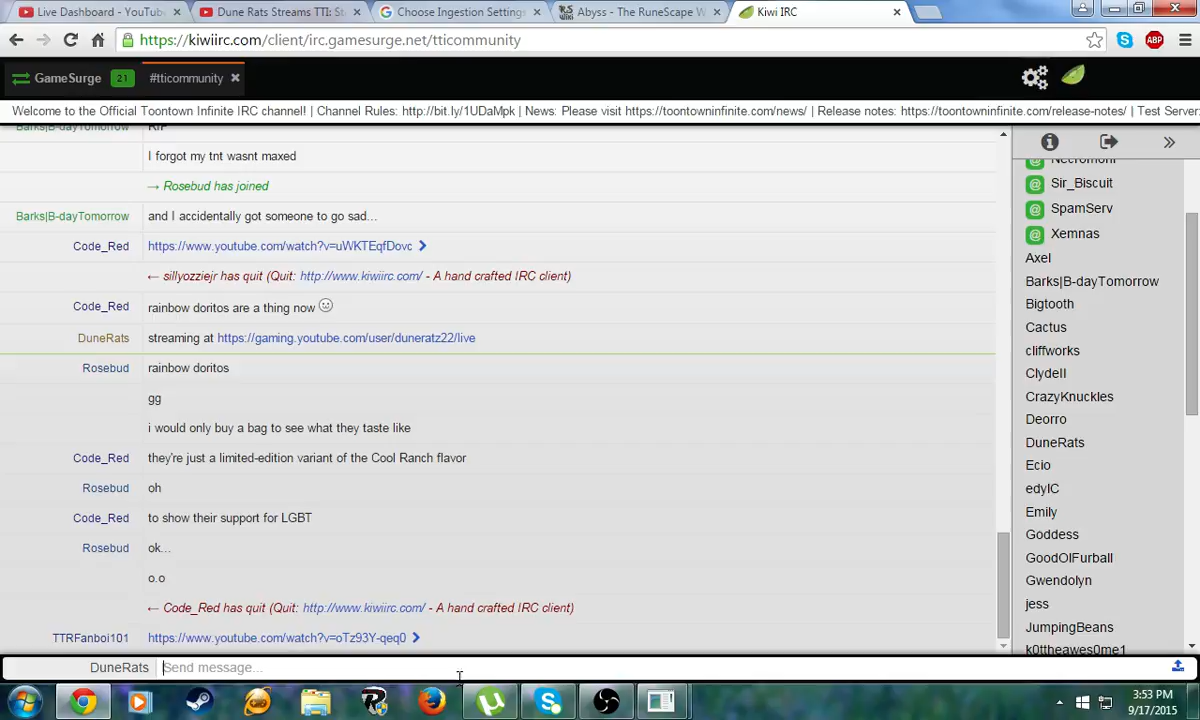 Live Dashboard - YouTub
Dune Rats Streams TTI: S
Choose Ingestion Settings
Abyss - The RuneScape W
Kiwi IRC
https://kiwiirc.com/client/irc.gamesurge.net/tticommunity
ABP
GameSurge 21 #tticommunity
Welcome to the Official Toontown Infinite IRC channel! | Channel Rules: http://bit.ly/1UDaMpk | News: Please visit https://toontowninfinite.com/news/ | Release notes: https://toontowninfinite.com/release-notes/ | Test Server:
Barks|B-dayTomorrow RIP
I forgot my tnt wasnt maxed
→ Rosebud has joined
Barks|B-dayTomorrow and I accidentally got someone to go sad...
Code_Red https://www.youtube.com/watch?v=uWKTEqfDovc
← sillyozziejr has quit (Quit: http://www.kiwiirc.com/ - A hand crafted IRC client)
Code_Red rainbow doritos are a thing now
DuneRats streaming at https://gaming.youtube.com/user/duneratz22/live
Rosebud rainbow doritos
gg
i would only buy a bag to see what they taste like
Code_Red they're just a limited-edition variant of the Cool Ranch flavor
Rosebud oh
Code_Red to show their support for LGBT
Rosebud ok...
o.o
← Code_Red has quit (Quit: http://www.kiwiirc.com/ - A hand crafted IRC client)
TTRFanboi101 https://www.youtube.com/watch?v=oTz93Y-qeq0
@ Sir_Biscuit
@ SpamServ
@ Xemnas
Axel
Barks|B-dayTomorrow
Bigtooth
Cactus
cliffworks
ClydeII
CrazyKnuckles
Deorro
DuneRats
Ecio
edyIC
Emily
Goddess
GoodOlFurball
Gwendolyn
jess
JumpingBeans
k0ttheawes0me1
DuneRats Send message...
3:53 PM
9/17/2015